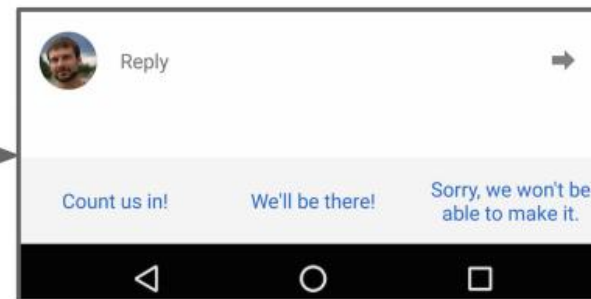 Reply
Count us in!
We'll be there!
Sorry, we won't be
able to make it.